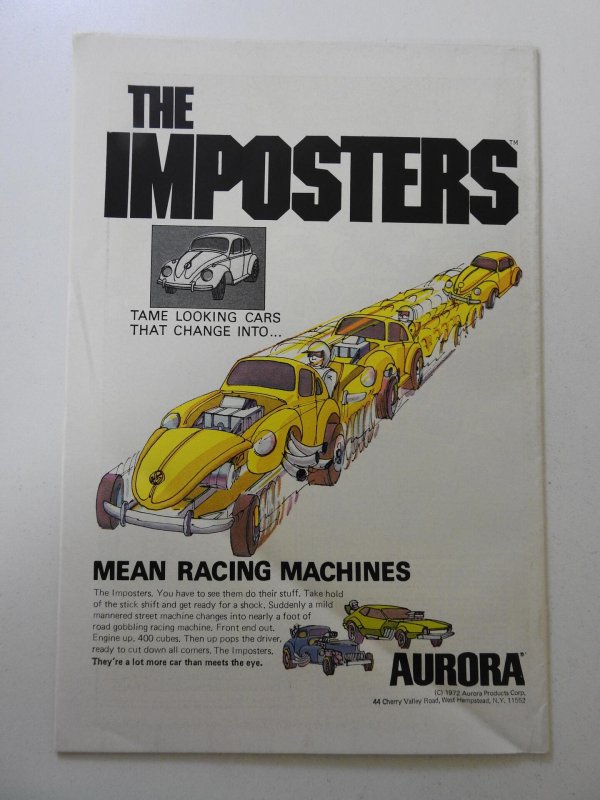 THE
IMPOSTERS™
TAME LOOKING CARS
THAT CHANGE INTO...
MEAN RACING MACHINES
The Imposters. You have to see them do their stuff. Take hold
of the stick shift and get ready for a shock. Suddenly a mild
mannered street machine changes into nearly a foot of
road gobbling racing machine. Front end out.
Engine up, 400 cubes. Then up pops the driver,
ready to cut down all comers. The Imposters.
They're a lot more car than meets the eye.
AURORA®
(C) 1972 Aurora Products Corp.
44 Cherry Valley Road, West Hempstead, N.Y. 11552